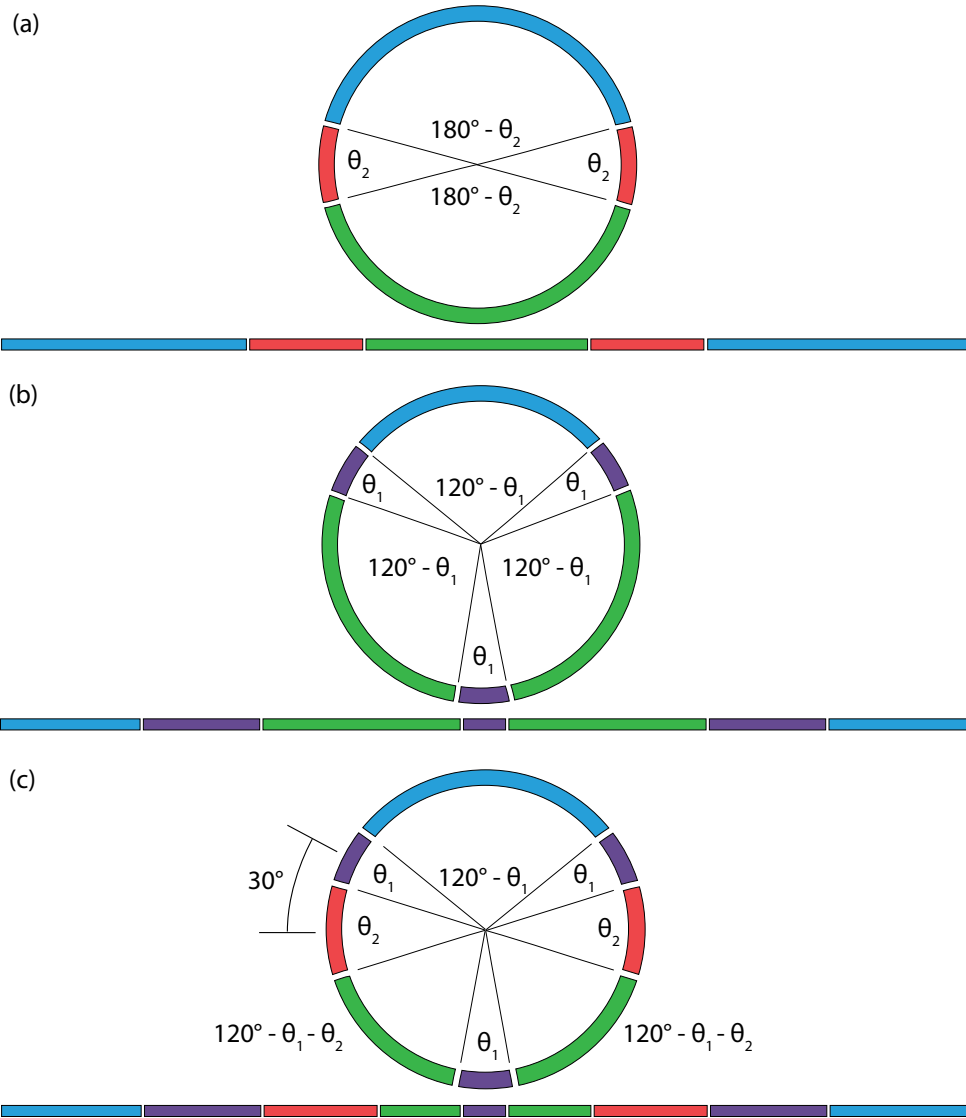 (a)
180° - θ₂
θ₂ θ₂
180° - θ₂
(b)
θ₁ 120° - θ₁ θ₁
120° - θ₁ 120° - θ₁
θ₁
(c)
30° θ₁ 120° - θ₁ θ₁
θ₂ θ₂
120° - θ₁ - θ₂ θ₁ 120° - θ₁ - θ₂